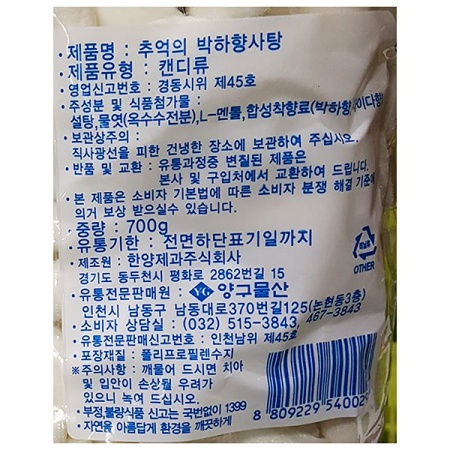 · 제품명 : 추억의 박하향사탕
· 제품유형 : 캔디류
· 영업신고번호 : 경동시위 제45호
· 주성분 및 식품첨가물 :
설탕,물엿(옥수수전분),L-멘톨,합성착향료(박하향,사이다향)
· 보관상주의 :
직사광선을 피한 건냉한 장소에 보관하여 주십시오.
· 반품 및 교환 : 유통과정중 변질된 제품은
본사 및 구입처에서 교환하여 드립니다.
· 본 제품은 소비자 기본법에 따른 소비자 분쟁 해결 기준에
의거 보상 받으실수 있습니다.
· 중량 : 700g
· 유통기한 : 전면하단표기일까지
· 제조원 : 한양제과주식회사
경기도 동두천시 평화로 2862번길 15
OTHER
· 유통전문판매원 : 양구물산
인천시 남동구 남동대로370번길125(논현동3층)
· 소비자 상담실 : (032) 515-3843, 467-3843
· 유통전문판매신고번호 : 인천남위 제45호
· 포장재질 : 폴리프로필렌수지
※주의사항 : 깨물어 드시면 치아
및 입안이 손상될 우려가
있으니 녹여 드십시오.
· 부정,불량식품 신고는 국번없이 1399
· 자연을 아름답게 환경을 깨끗하게
8 809229 54002